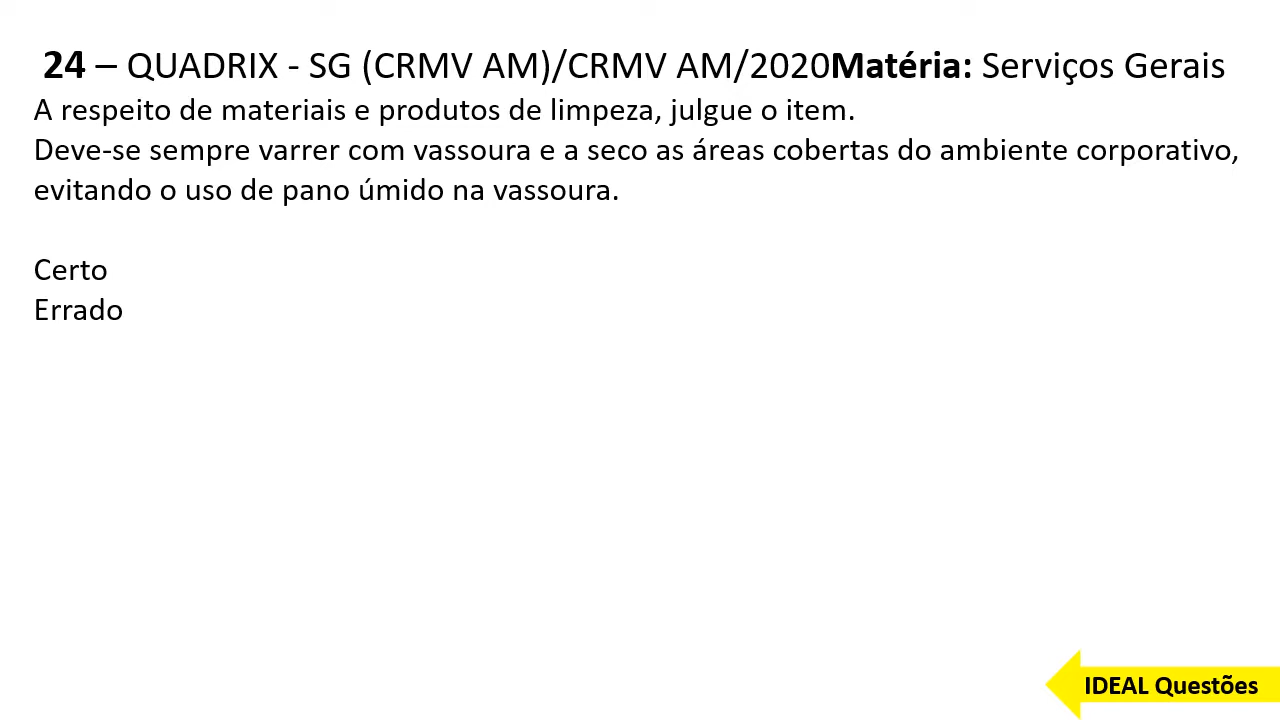 24 – QUADRIX - SG (CRMV AM)/CRMV AM/2020Matéria: Serviços Gerais
A respeito de materiais e produtos de limpeza, julgue o item.
Deve-se sempre varrer com vassoura e a seco as áreas cobertas do ambiente corporativo,
evitando o uso de pano úmido na vassoura.
Certo
Errado
IDEAL Questões